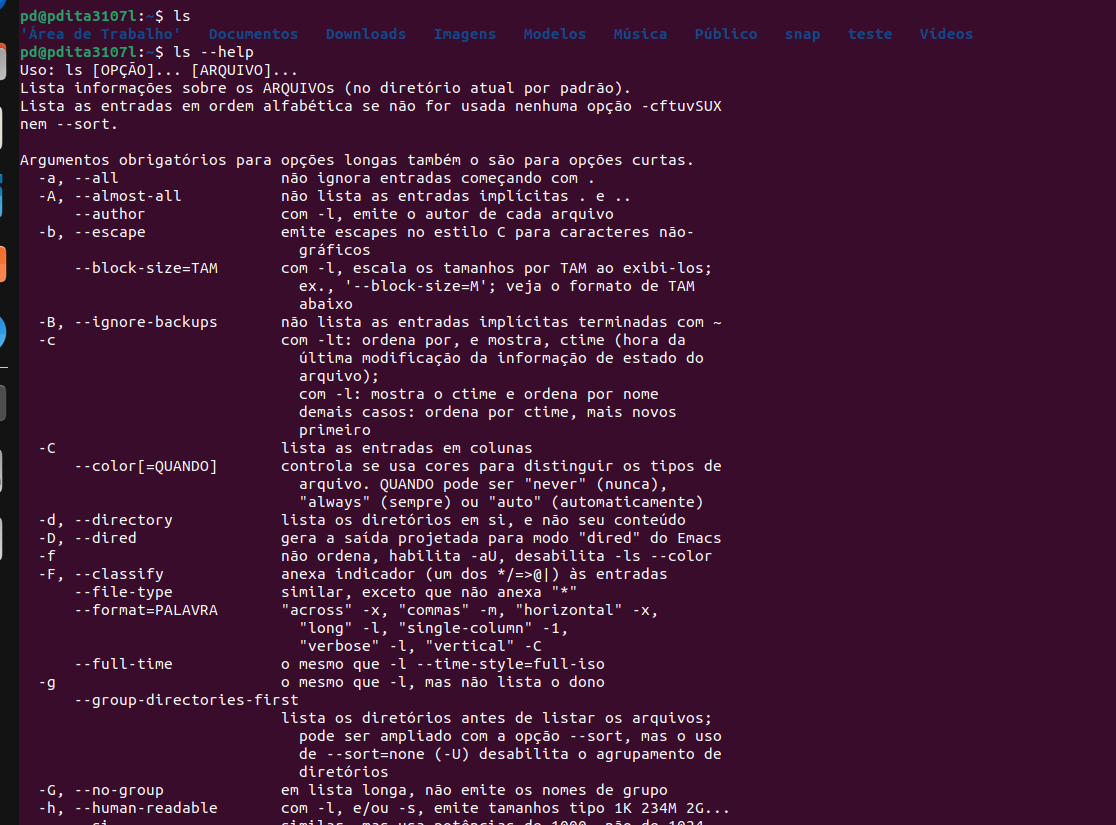 pd@pdita3107l:~$ ls
'Área de Trabalho'  Documentos  Downloads  Imagens  Modelos  Música  Público  snap  teste  Vídeos
pd@pdita3107l:~$ ls --help
Uso: ls [OPÇÃO]... [ARQUIVO]...
Lista informações sobre os ARQUIVOs (no diretório atual por padrão).
Lista as entradas em ordem alfabética se não for usada nenhuma opção -cftuvSUX
nem --sort.

Argumentos obrigatórios para opções longas também o são para opções curtas.
  -a, --all                  não ignora entradas começando com .
  -A, --almost-all           não lista as entradas implícitas . e ..
      --author               com -l, emite o autor de cada arquivo
  -b, --escape               emite escapes no estilo C para caracteres não-
                               gráficos
      --block-size=TAM       com -l, escala os tamanhos por TAM ao exibi-los;
                               ex., '--block-size=M'; veja o formato de TAM
                               abaixo
  -B, --ignore-backups       não lista as entradas implícitas terminadas com ~
  -c                         com -lt: ordena por, e mostra, ctime (hora da
                               última modificação da informação de estado do
                               arquivo);
                               com -l: mostra o ctime e ordena por nome
                               demais casos: ordena por ctime, mais novos
                               primeiro
  -C                         lista as entradas em colunas
      --color[=QUANDO]       controla se usa cores para distinguir os tipos de
                               arquivo. QUANDO pode ser "never" (nunca),
                               "always" (sempre) ou "auto" (automaticamente)
  -d, --directory            lista os diretórios em si, e não seu conteúdo
  -D, --dired                gera a saída projetada para modo "dired" do Emacs
  -f                         não ordena, habilita -aU, desabilita -ls --color
  -F, --classify             anexa indicador (um dos */=>@|) às entradas
      --file-type            similar, exceto que não anexa "*"
      --format=PALAVRA       "across" -x, "commas" -m, "horizontal" -x,
                               "long" -l, "single-column" -1,
                               "verbose" -l, "vertical" -C
      --full-time            o mesmo que -l --time-style=full-iso
  -g                         o mesmo que -l, mas não lista o dono
      --group-directories-first
                             lista os diretórios antes de listar os arquivos;
                               pode ser ampliado com a opção --sort, mas o uso
                               de --sort=none (-U) desabilita o agrupamento de
                               diretórios
  -G, --no-group             em lista longa, não emite os nomes de grupo
  -h, --human-readable       com -l, e/ou -s, emite tamanhos tipo 1K 234M 2G...
      --si                   similar, mas usa potências de 1000, não de 1024